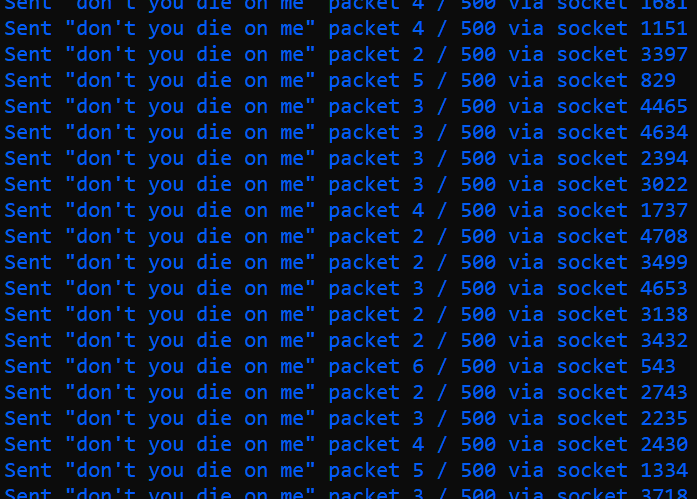 Sent "don't you die on me" packet 4 / 500 via socket 1681
Sent "don't you die on me" packet 4 / 500 via socket 1151
Sent "don't you die on me" packet 2 / 500 via socket 3397
Sent "don't you die on me" packet 5 / 500 via socket 829
Sent "don't you die on me" packet 3 / 500 via socket 4465
Sent "don't you die on me" packet 3 / 500 via socket 4634
Sent "don't you die on me" packet 3 / 500 via socket 2394
Sent "don't you die on me" packet 3 / 500 via socket 3022
Sent "don't you die on me" packet 4 / 500 via socket 1737
Sent "don't you die on me" packet 2 / 500 via socket 4708
Sent "don't you die on me" packet 2 / 500 via socket 3499
Sent "don't you die on me" packet 3 / 500 via socket 4653
Sent "don't you die on me" packet 2 / 500 via socket 3138
Sent "don't you die on me" packet 2 / 500 via socket 3432
Sent "don't you die on me" packet 6 / 500 via socket 543
Sent "don't you die on me" packet 2 / 500 via socket 2743
Sent "don't you die on me" packet 3 / 500 via socket 2235
Sent "don't you die on me" packet 4 / 500 via socket 2430
Sent "don't you die on me" packet 5 / 500 via socket 1334
Sent "don't you die on me" packet 3 / 500 via socket